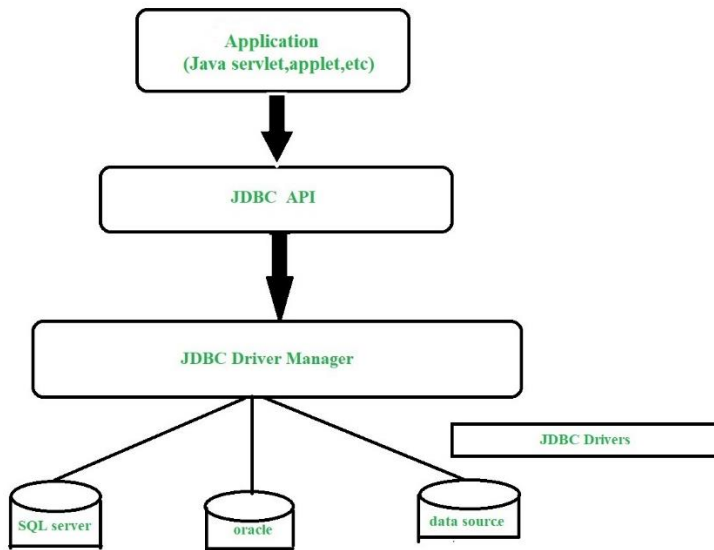 Application
(Java servlet,applet,etc)
JDBC API
JDBC Driver Manager
JDBC Drivers
SQL server
oracle
data source